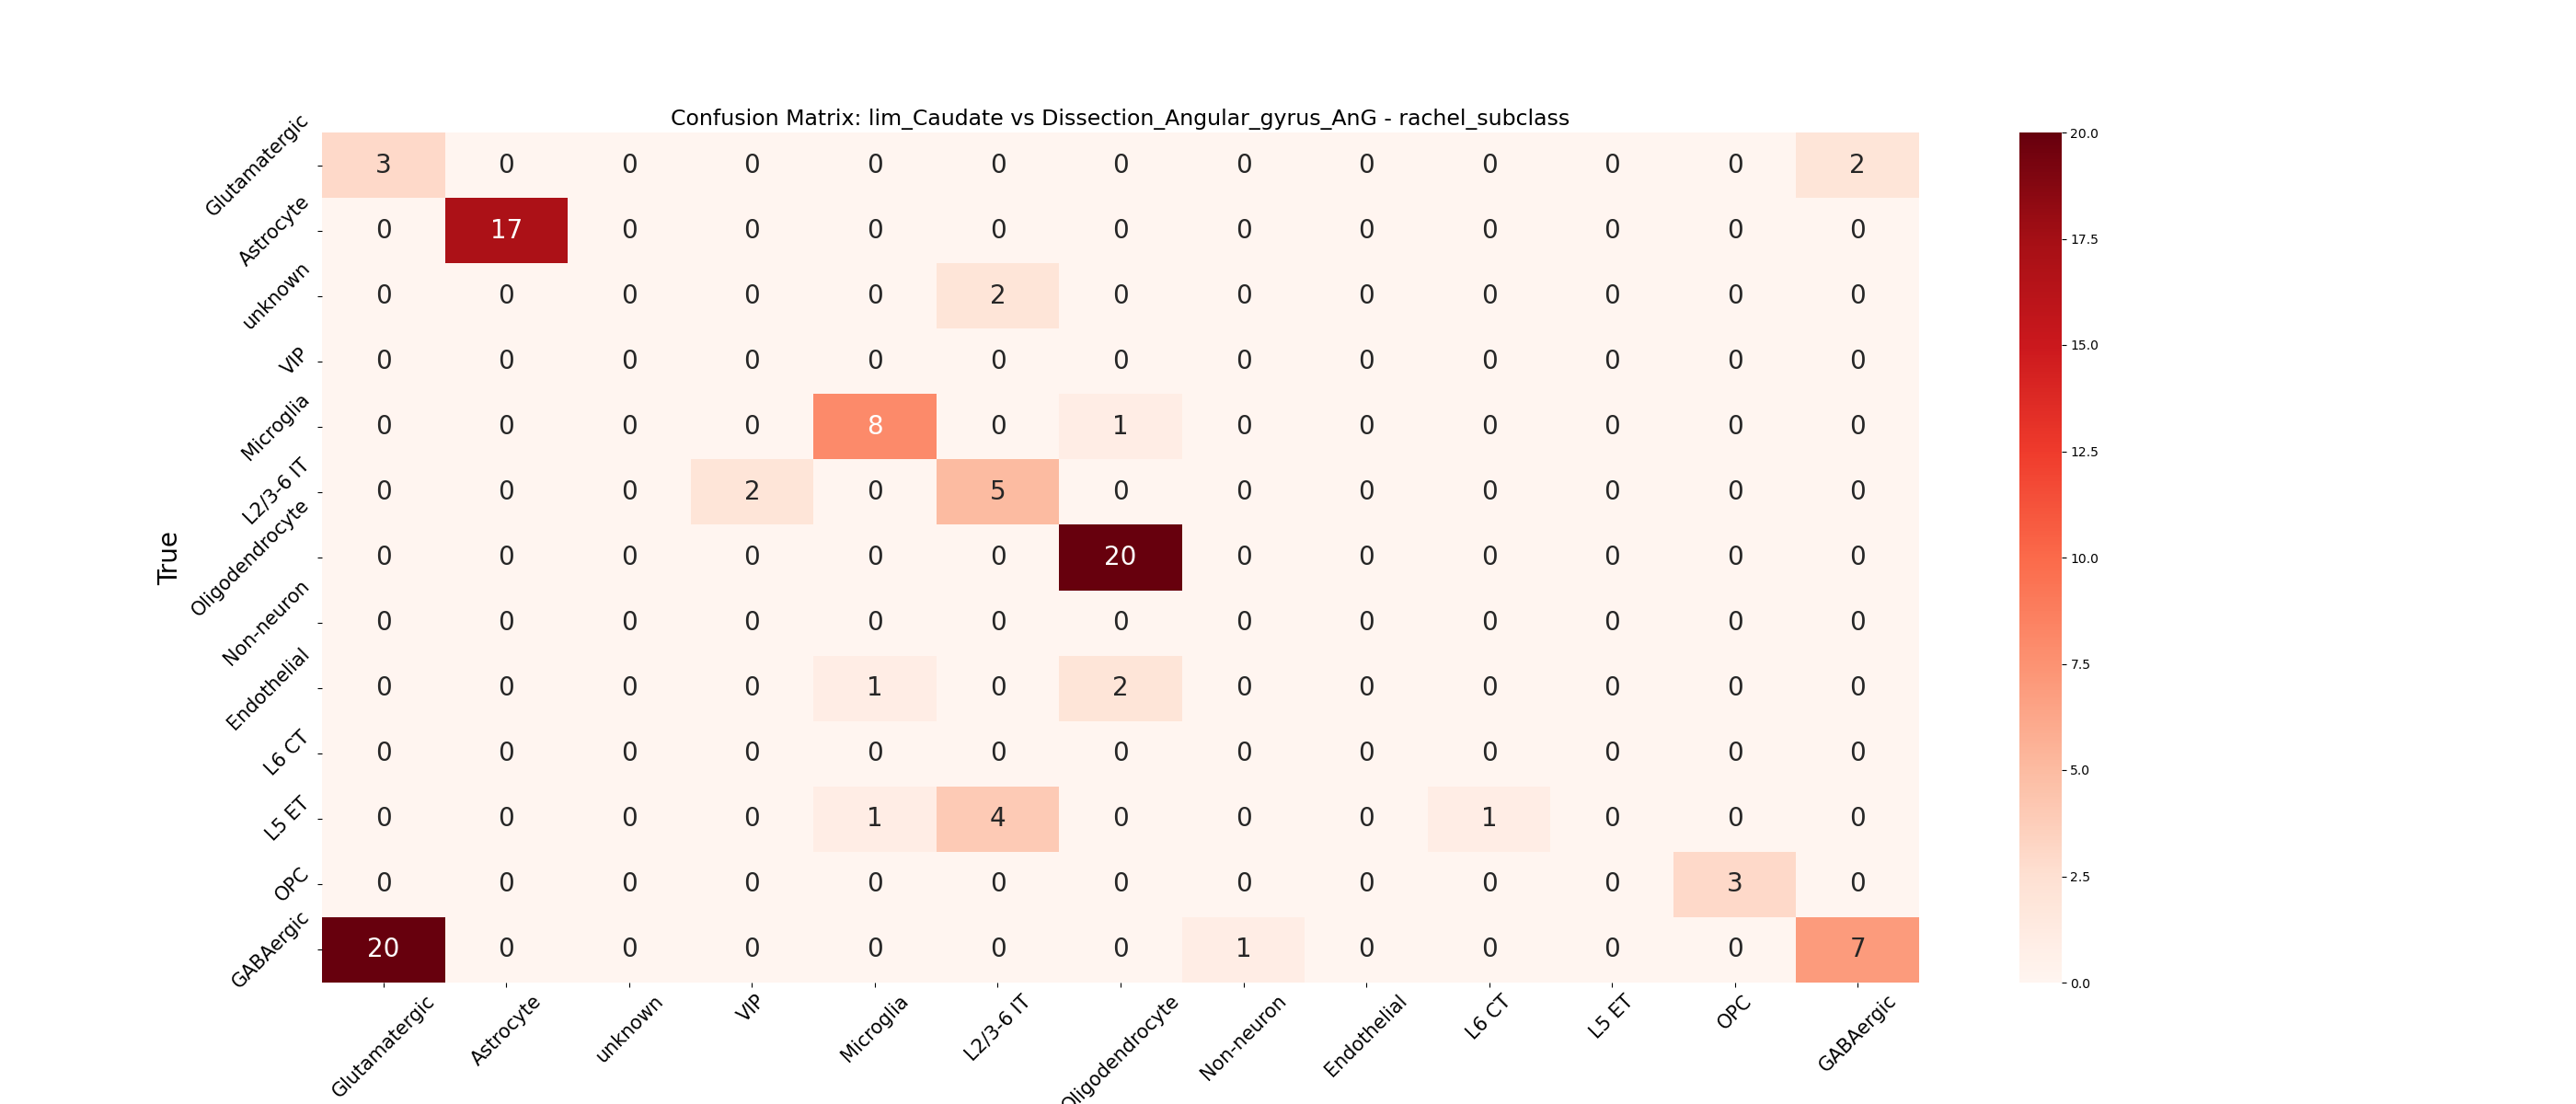 Confusion Matrix: lim_Caudate vs Dissection_Angular_gyrus_AnG - rachel_subclass
True
Glutamatergic 3 0 0 0 0 0 0 0 0 0 0 0 2
Astrocyte 0 17 0 0 0 0 0 0 0 0 0 0 0
unknown 0 0 0 0 0 2 0 0 0 0 0 0 0
VIP 0 0 0 0 0 0 0 0 0 0 0 0 0
Microglia 0 0 0 0 8 0 1 0 0 0 0 0 0
L2/3-6 IT 0 0 0 2 0 5 0 0 0 0 0 0 0
Oligodendrocyte 0 0 0 0 0 0 20 0 0 0 0 0 0
Non-neuron 0 0 0 0 0 0 0 0 0 0 0 0 0
Endothelial 0 0 0 0 1 0 2 0 0 0 0 0 0
L6 CT 0 0 0 0 0 0 0 0 0 0 0 0 0
L5 ET 0 0 0 0 1 4 0 0 0 1 0 0 0
OPC 0 0 0 0 0 0 0 0 0 0 0 3 0
GABAergic 20 0 0 0 0 0 0 1 0 0 0 0 7
Glutamatergic Astrocyte unknown VIP Microglia L2/3-6 IT Oligodendrocyte Non-neuron Endothelial L6 CT L5 ET OPC GABAergic
20.0
17.5
15.0
12.5
10.0
7.5
5.0
2.5
0.0